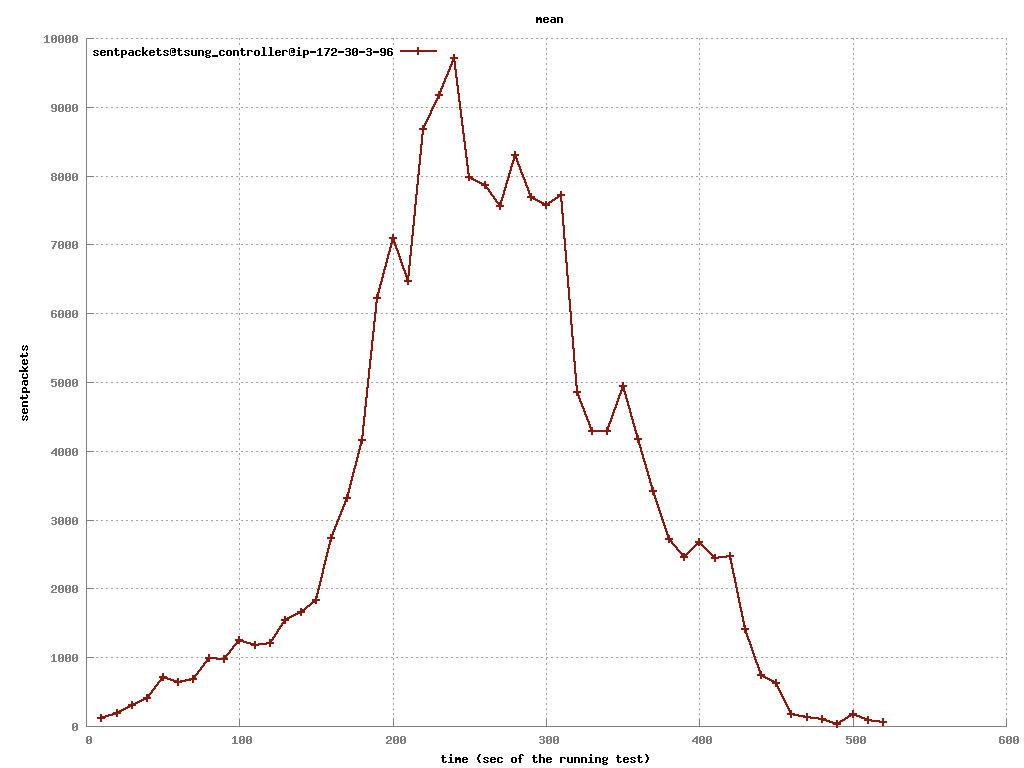 mean
sentpackets@tsung_controller@ip-172-30-3-96
10000
9000
8000
7000
6000
5000
4000
3000
2000
1000
0
sentpackets
0 100 200 300 400 500 600
time (sec of the running test)